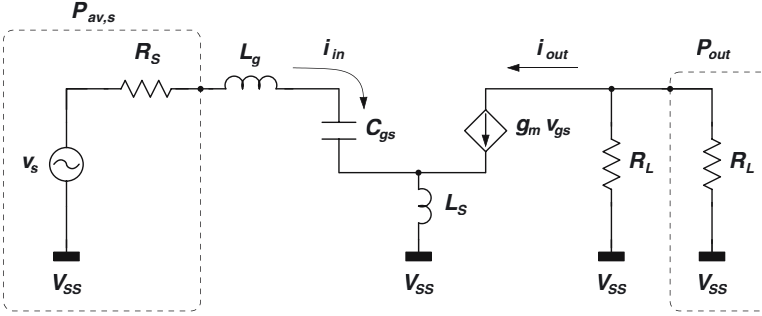 P_av,s
R_S
L_g
i_in
i_out
P_out
v_s
C_gs
g_m v_gs
R_L
R_L
L_S
V_SS
V_SS
V_SS
V_SS